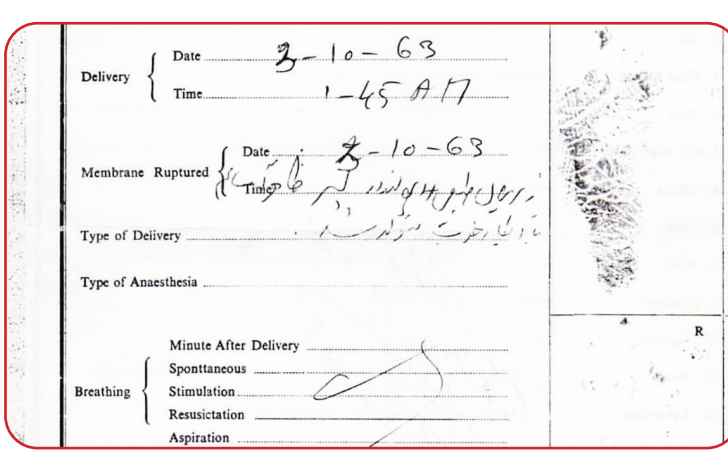 Delivery
Date 3-10-63
Time 1-45 AM
Membrane Ruptured
Date 2-10-63
Time
Type of Delivery
Type of Anaesthesia
Breathing
Minute After Delivery
Sponttaneous
Stimulation
Resusictation
Aspiration
R